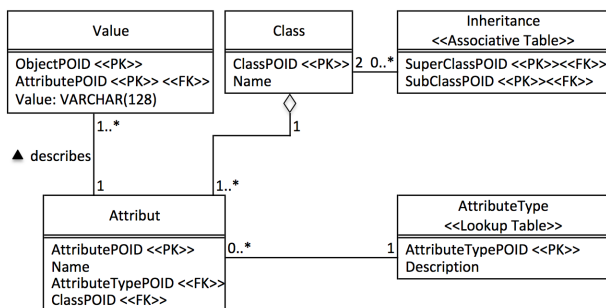 Value
ObjectPOID <<PK>>
AttributePOID <<PK>> <<FK>>
Value: VARCHAR(128)
Class
ClassPOID <<PK>>
Name
2 0..*
Inheritance
<<Associative Table>>
SuperClassPOID <<PK>><<FK>>
SubClassPOID <<PK>><<FK>>
1..*
▲ describes
1
1
1..*
Attribut
AttributePOID <<PK>>
Name
AttributeTypePOID <<FK>>
ClassPOID <<FK>>
0..*
1
AttributeType
<<Lookup Table>>
AttributeTypePOID <<PK>>
Description